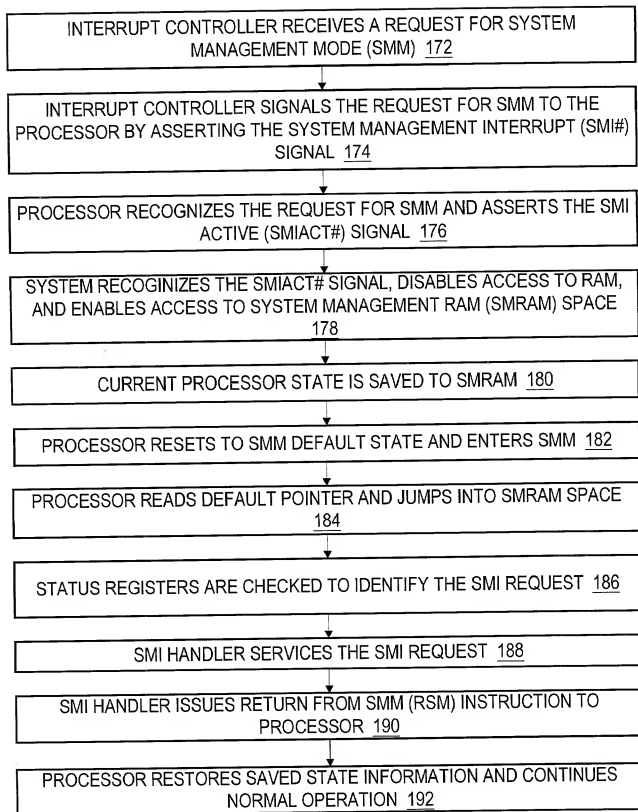 INTERRUPT CONTROLLER RECEIVES A REQUEST FOR SYSTEM
MANAGEMENT MODE (SMM) 172
INTERRUPT CONTROLLER SIGNALS THE REQUEST FOR SMM TO THE
PROCESSOR BY ASSERTING THE SYSTEM MANAGEMENT INTERRUPT (SMI#)
SIGNAL 174
PROCESSOR RECOGNIZES THE REQUEST FOR SMM AND ASSERTS THE SMI
ACTIVE (SMIACT#) SIGNAL 176
SYSTEM RECOGINIZES THE SMIACT# SIGNAL, DISABLES ACCESS TO RAM,
AND ENABLES ACCESS TO SYSTEM MANAGEMENT RAM (SMRAM) SPACE
178
CURRENT PROCESSOR STATE IS SAVED TO SMRAM 180
PROCESSOR RESETS TO SMM DEFAULT STATE AND ENTERS SMM 182
PROCESSOR READS DEFAULT POINTER AND JUMPS INTO SMRAM SPACE
184
STATUS REGISTERS ARE CHECKED TO IDENTIFY THE SMI REQUEST 186
SMI HANDLER SERVICES THE SMI REQUEST 188
SMI HANDLER ISSUES RETURN FROM SMM (RSM) INSTRUCTION TO
PROCESSOR 190
PROCESSOR RESTORES SAVED STATE INFORMATION AND CONTINUES
NORMAL OPERATION 192